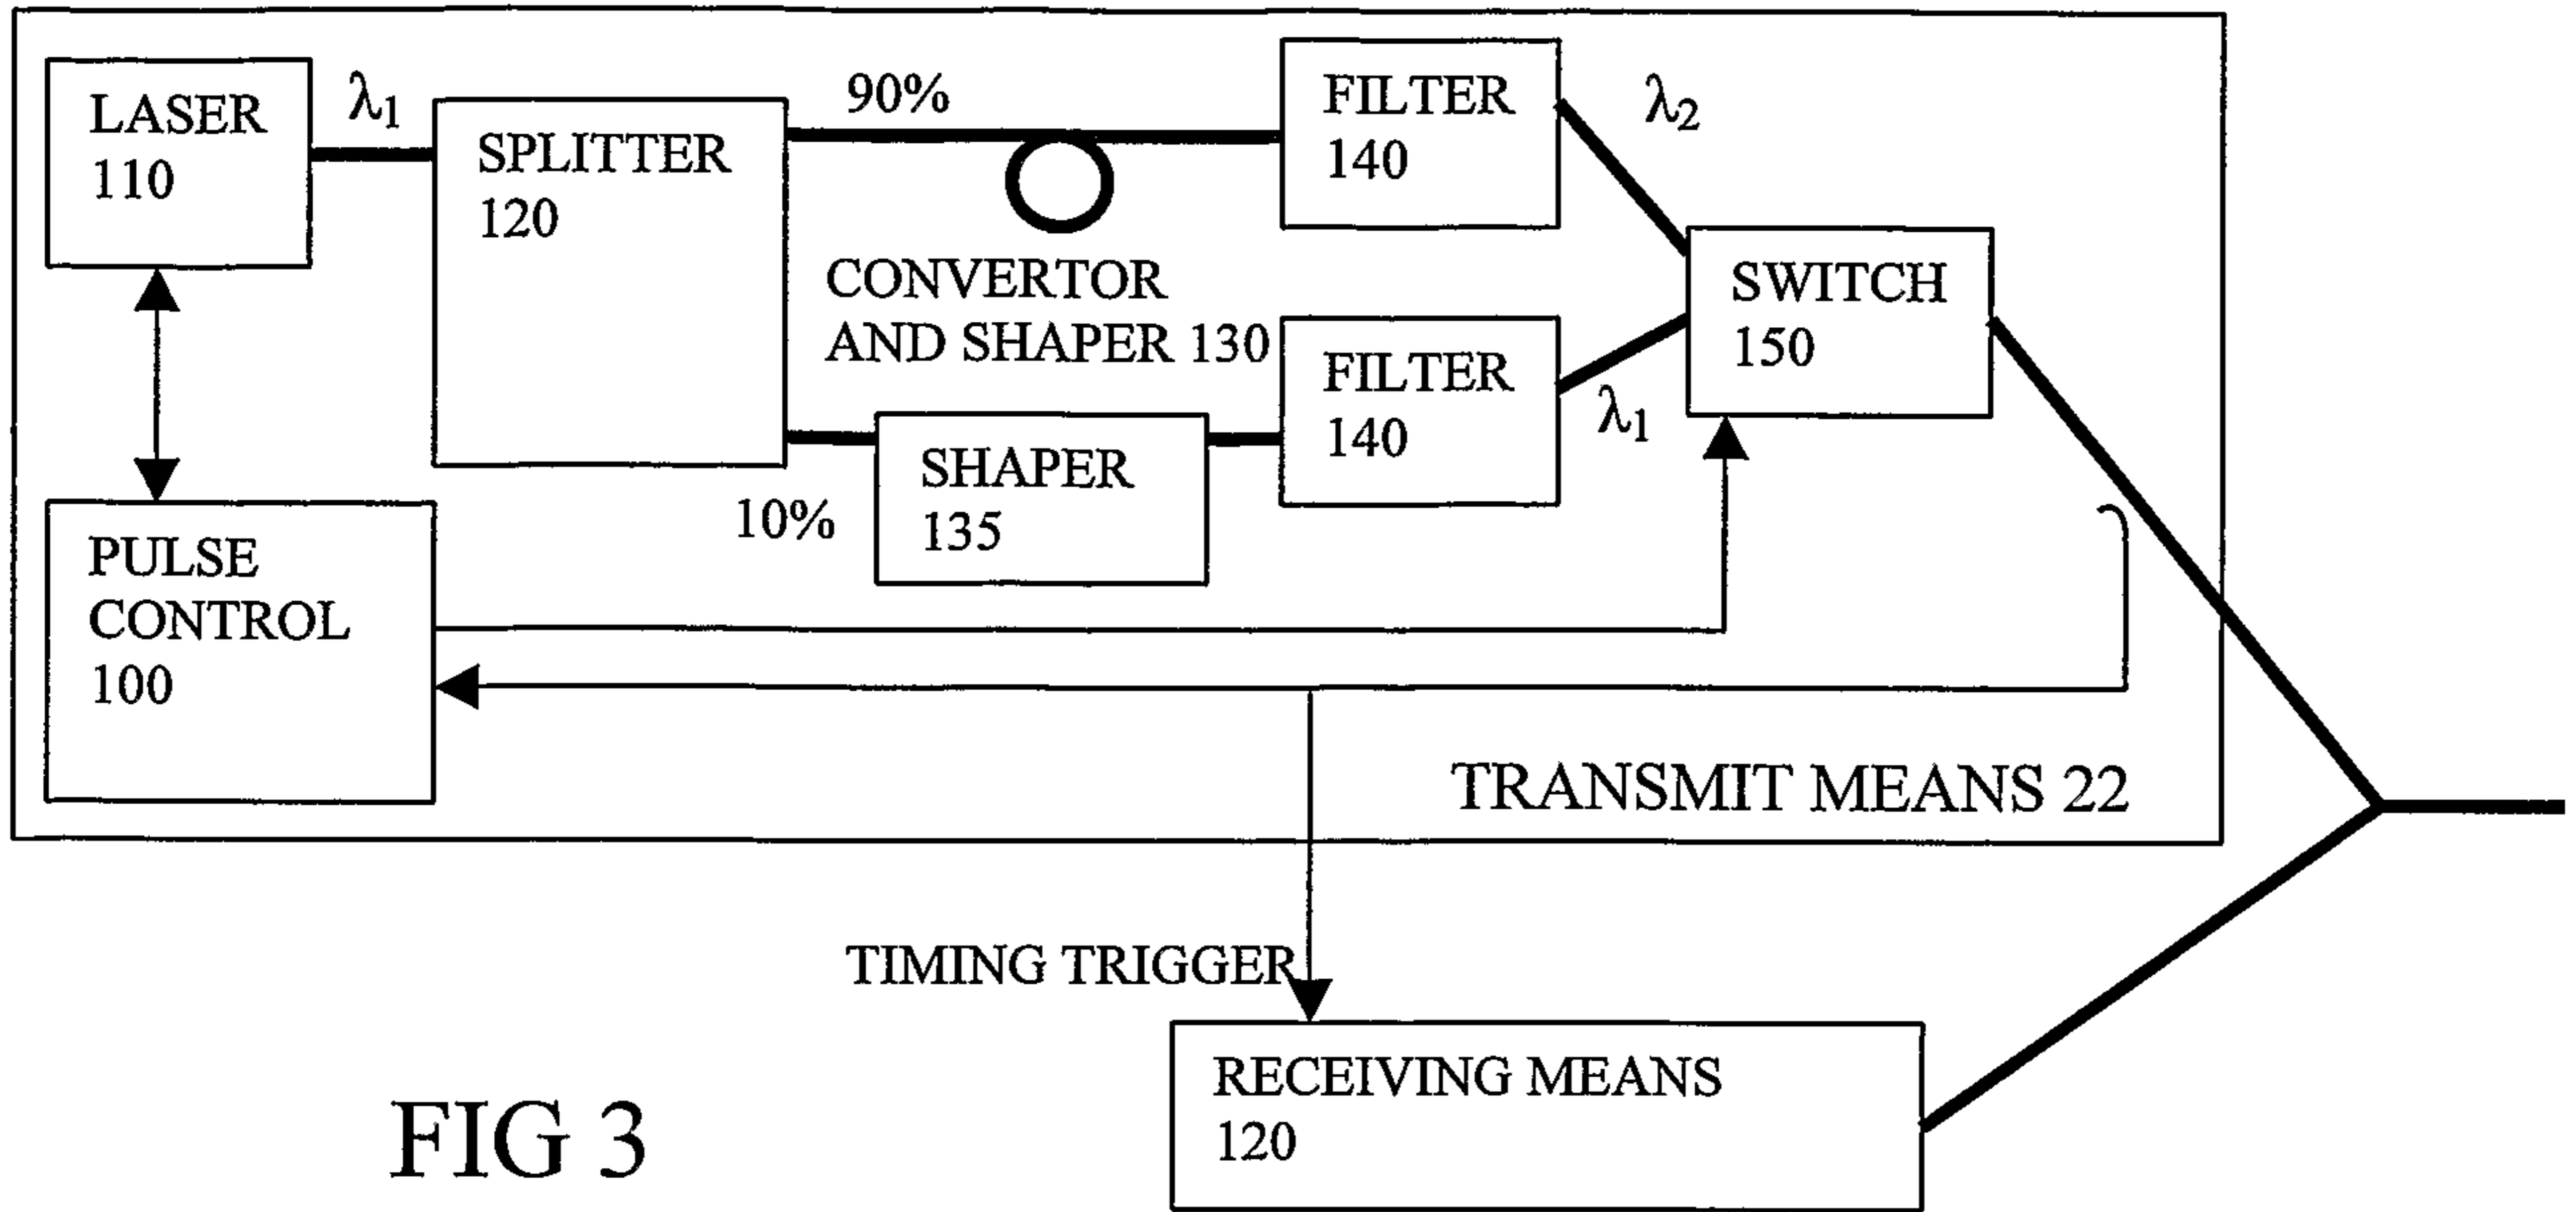 LASER
110
λ1
SPLITTER
120
90%
CONVERTOR
AND SHAPER 130
FILTER
140
λ2
SWITCH
150
FILTER
140
λ1
SHAPER
135
10%
PULSE
CONTROL
100
TRANSMIT MEANS 22
TIMING TRIGGER
RECEIVING MEANS
120
FIG 3